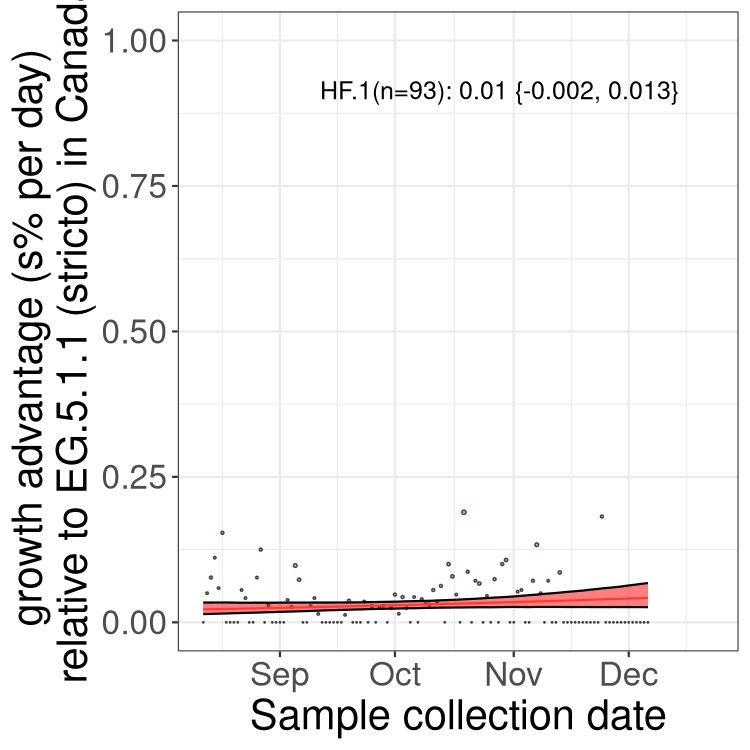 growth advantage (s% per day)
relative to EG.5.1.1 (stricto) in Canada
1.00
0.75
0.50
0.25
0.00
HF.1(n=93): 0.01 {-0.002, 0.013}
Sep Oct Nov Dec
Sample collection date